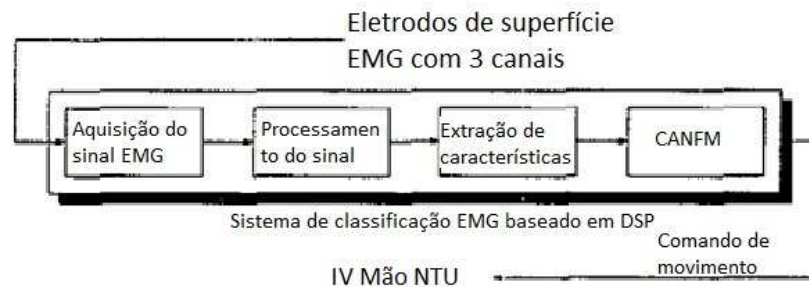 Eletrodos de superfície
EMG com 3 canais
Aquisição do
sinal EMG
Processamen
to do sinal
Extração de
características
CANFM
Sistema de classificação EMG baseado em DSP
Comando de
movimento
IV Mão NTU